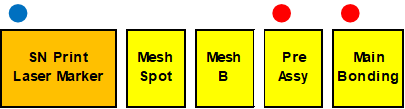 SN Print
Laser Marker
Mesh
Spot
Mesh
B
Pre
Assy
Main
Bonding